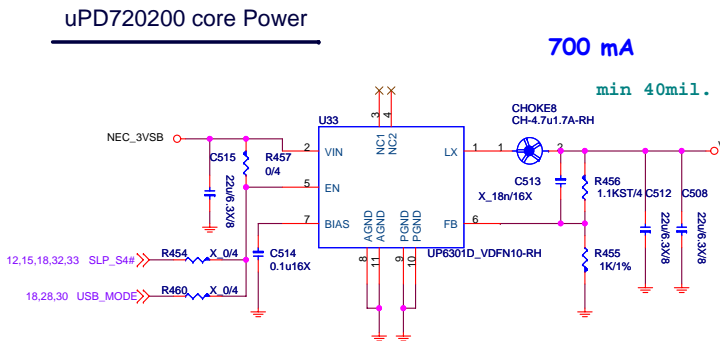 uPD720200 core Power
700 mA
min 40mil.
CHOKE8
CH-4.7u1.7A-RH
NEC_3VSB
U33
3
4
NC1
NC2
2
VIN
LX
1
1
2
V
C515
22u/6.3X/8
R457
0/4
5
EN
C513
X_18n/16X
R456
1.1KST/4
C512
22u/6.3X/8
C508
22u/6.3X/8
7
BIAS
FB
6
AGND
AGND
PGND
PGND
UP6301D_VDFN10-RH
8
11
9
10
C514
0.1u16X
R455
1K/1%
12,15,18,32,33 SLP_S4#
R454
X_0/4
18,28,30 USB_MODE
R460
X_0/4